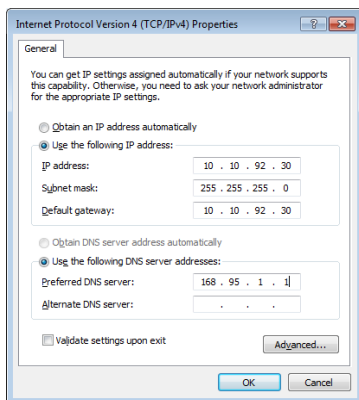 Internet Protocol Version 4 (TCP/IPv4) Properties
General
You can get IP settings assigned automatically if your network supports
this capability. Otherwise, you need to ask your network administrator
for the appropriate IP settings.
Obtain an IP address automatically
Use the following IP address:
IP address: 10 . 10 . 92 . 30
Subnet mask: 255 . 255 . 255 . 0
Default gateway: 10 . 10 . 92 . 30
Obtain DNS server address automatically
Use the following DNS server addresses:
Preferred DNS server: 168 . 95 . 1 . 1
Alternate DNS server: . . .
Validate settings upon exit
Advanced...
OK Cancel